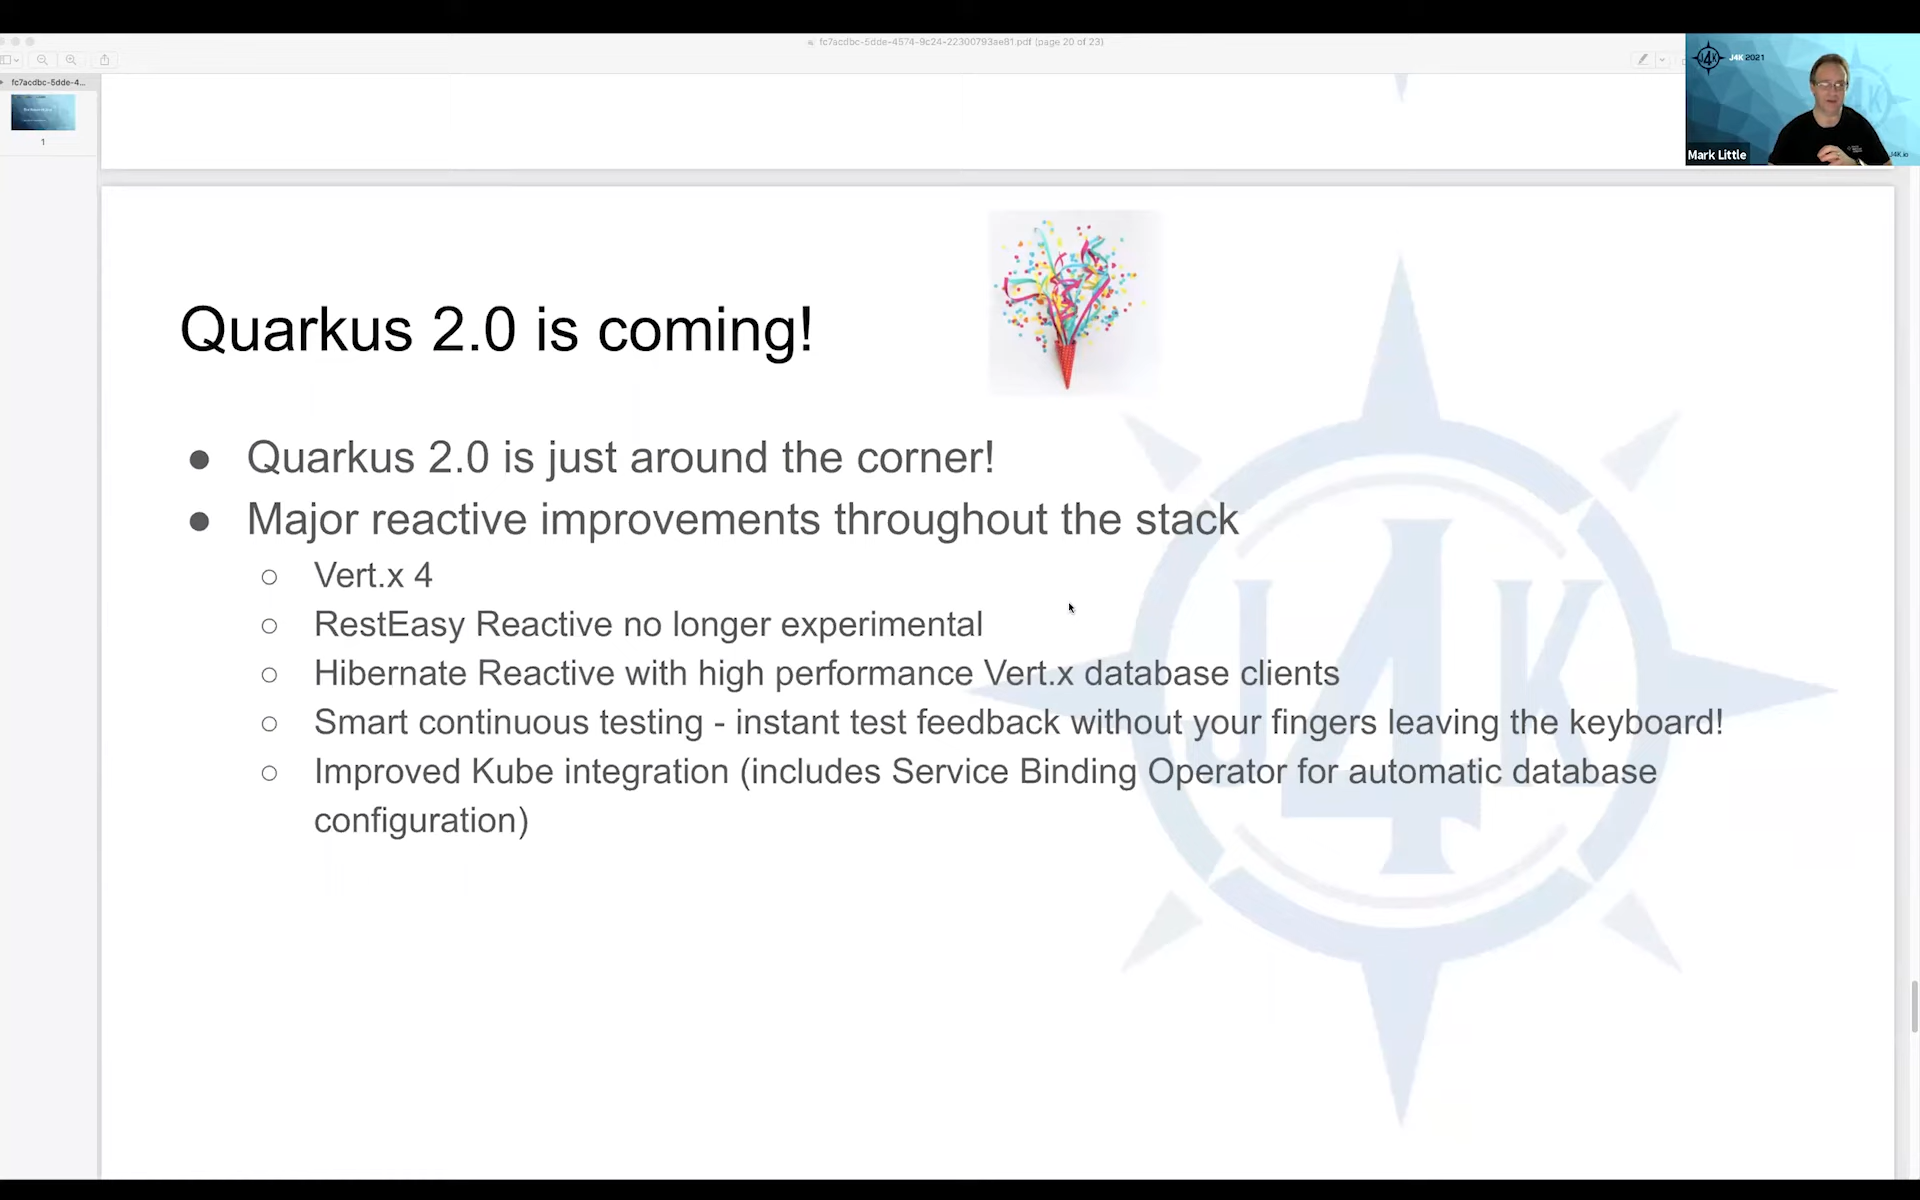 fc7acdbc-5dde-4574-9c24-22300793ae81.pdf (page 20 of 23)
fc7acdbc-5dde-4...
1
J4K
J4K 2021
Mark Little
J4K.io
Quarkus 2.0 is coming!
● Quarkus 2.0 is just around the corner!
● Major reactive improvements throughout the stack
○ Vert.x 4
○ RestEasy Reactive no longer experimental
○ Hibernate Reactive with high performance Vert.x database clients
○ Smart continuous testing - instant test feedback without your fingers leaving the keyboard!
○ Improved Kube integration (includes Service Binding Operator for automatic database
configuration)
J4K